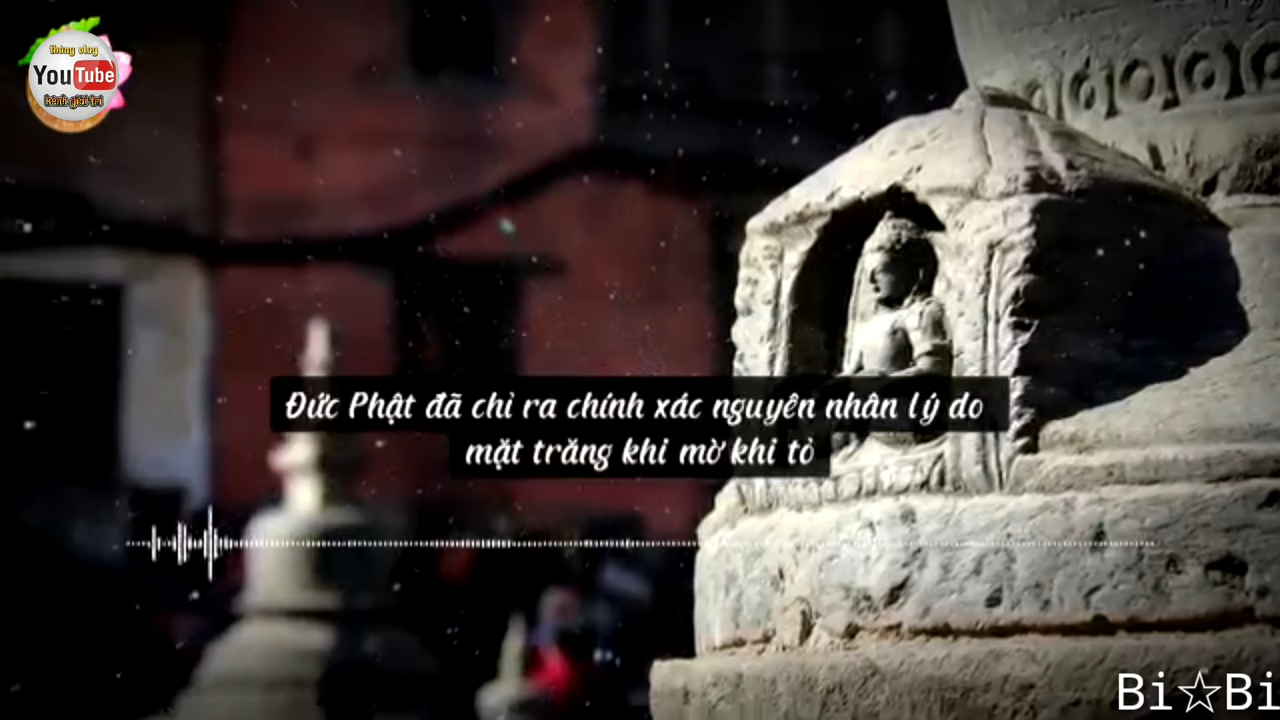 thắng vlog
YouTube
kênh giải trí
Đức Phật đã chỉ ra chính xác nguyên nhân lý do
mặt trăng khi mờ khi tỏ
Bi☆Bi